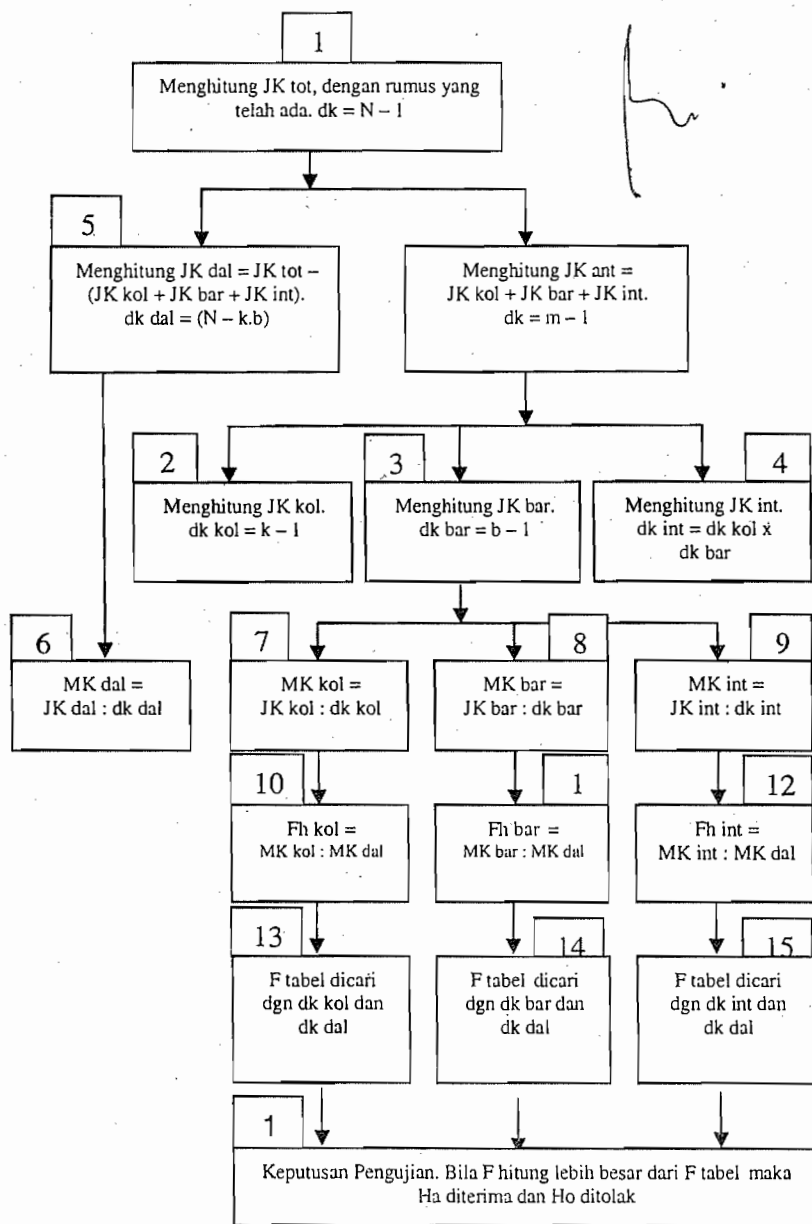 1
Menghitung JK tot, dengan rumus yang
telah ada. dk = N – 1
5
Menghitung JK dal = JK tot –
(JK kol + JK bar + JK int).
dk dal = (N – k.b)
Menghitung JK ant =
JK kol + JK bar + JK int.
dk = m – 1
2
Menghitung JK kol.
dk kol = k – 1
3
Menghitung JK bar.
dk bar = b – 1
4
Menghitung JK int.
dk int = dk kol x
dk bar
6
MK dal =
JK dal : dk dal
7
MK kol =
JK kol : dk kol
8
MK bar =
JK bar : dk bar
9
MK int =
JK int : dk int
10
Fh kol =
MK kol : MK dal
1
Fh bar =
MK bar : MK dal
12
Fh int =
MK int : MK dal
13
F tabel dicari
dgn dk kol dan
dk dal
14
F tabel dicari
dgn dk bar dan
dk dal
15
F tabel dicari
dgn dk int dan
dk dal
1
Keputusan Pengujian. Bila F hitung lebih besar dari F tabel maka
Ha diterima dan Ho ditolak